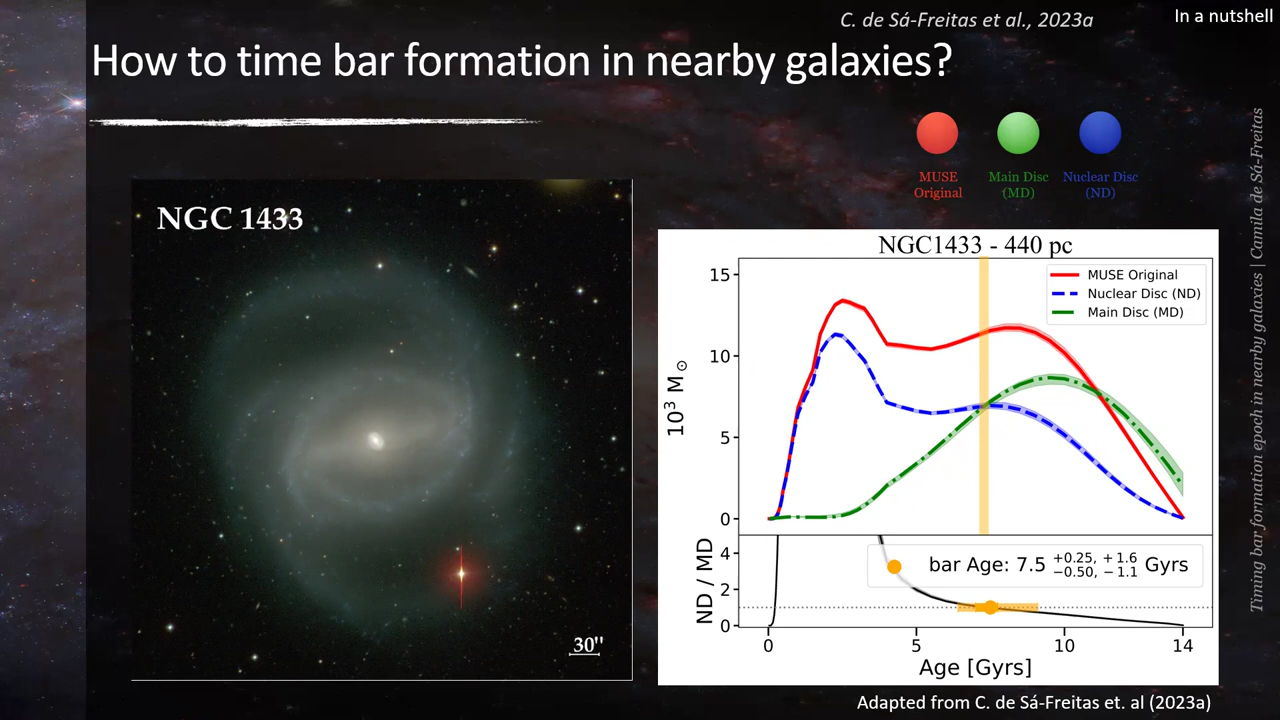 C. de Sá-Freitas et al., 2023a
In a nutshell
How to time bar formation in nearby galaxies?
MUSE
Original
Main Disc
(MD)
Nuclear Disc
(ND)
NGC 1433
30''
NGC1433 - 440 pc
MUSE Original
Nuclear Disc (ND)
Main Disc (MD)
15
10
5
0
10³ M⊙
4
2
0
ND / MD
bar Age: 7.5 +0.25, +1.6 −0.50, −1.1 Gyrs
0 5 10 14
Age [Gyrs]
Adapted from C. de Sá-Freitas et. al (2023a)
Timing bar formation epoch in nearby galaxies | Camila de Sá-Freitas